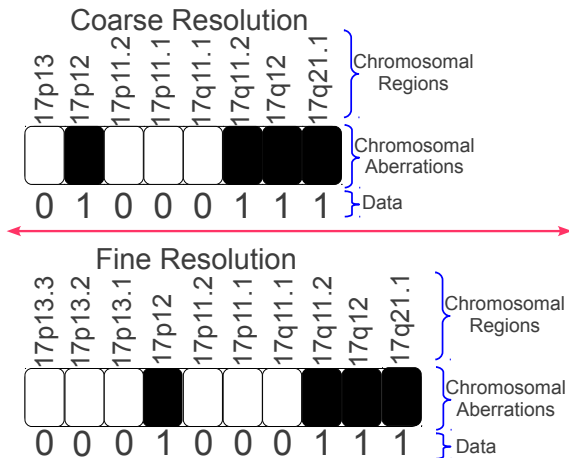 Coarse Resolution
17p13
17p12
17p11.2
17p11.1
17q11.1
17q11.2
17q12
17q21.1
Chromosomal
Regions
Chromosomal
Aberrations
0 1 0 0 0 1 1 1
Data
Fine Resolution
17p13.3
17p13.2
17p13.1
17p12
17p11.2
17p11.1
17q11.1
17q11.2
17q12
17q21.1
Chromosomal
Regions
Chromosomal
Aberrations
0 0 0 1 0 0 0 1 1 1
Data